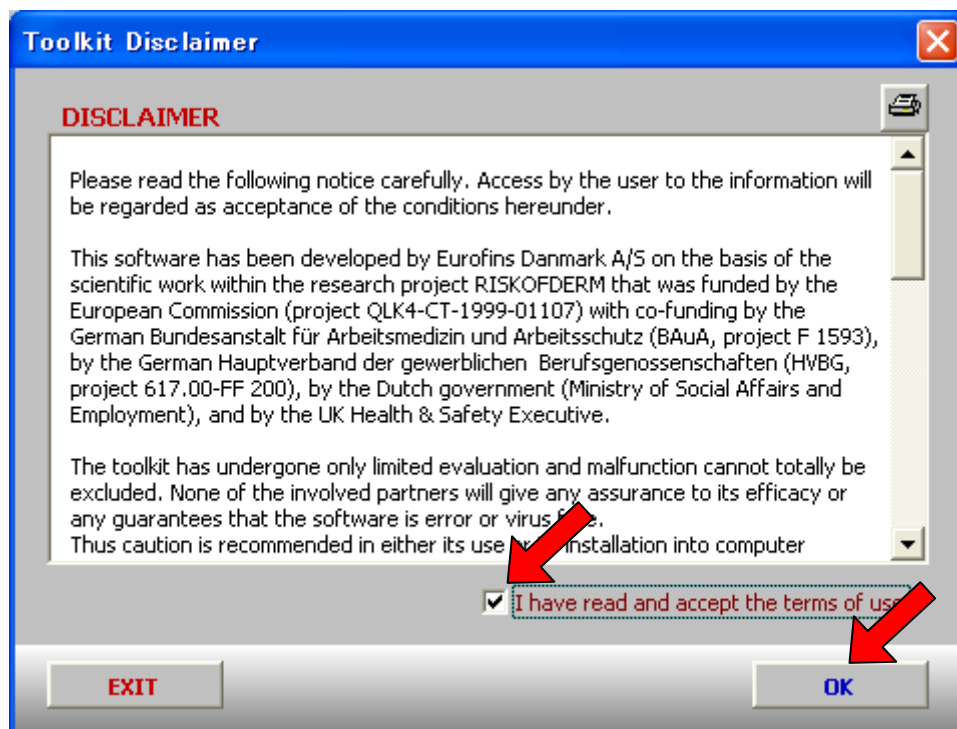 Toolkit Disclaimer
DISCLAIMER
Please read the following notice carefully. Access by the user to the information will
be regarded as acceptance of the conditions hereunder.
This software has been developed by Eurofins Danmark A/S on the basis of the
scientific work within the research project RISKOFDERM that was funded by the
European Commission (project QLK4-CT-1999-01107) with co-funding by the
German Bundesanstalt für Arbeitsmedizin und Arbeitsschutz (BAuA, project F 1593),
by the German Hauptverband der gewerblichen Berufsgenossenschaften (HVBG,
project 617.00-FF 200), by the Dutch government (Ministry of Social Affairs and
Employment), and by the UK Health & Safety Executive.
The toolkit has undergone only limited evaluation and malfunction cannot totally be
excluded. None of the involved partners will give any assurance to its efficacy or
any guarantees that the software is error or virus
Thus caution is recommended in either its use installation into computer
I have read and accept the terms of use
EXIT
OK